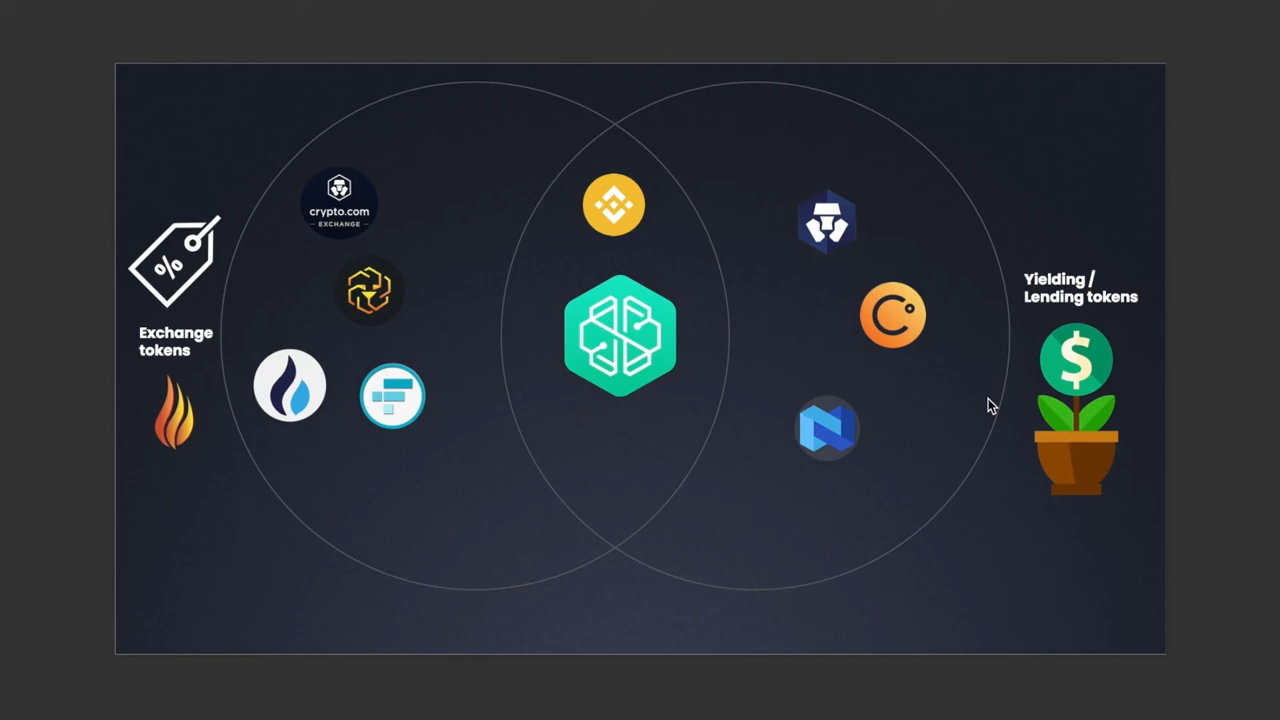 crypto.com
EXCHANGE
%
Exchange
tokens
Yielding /
Lending tokens
$